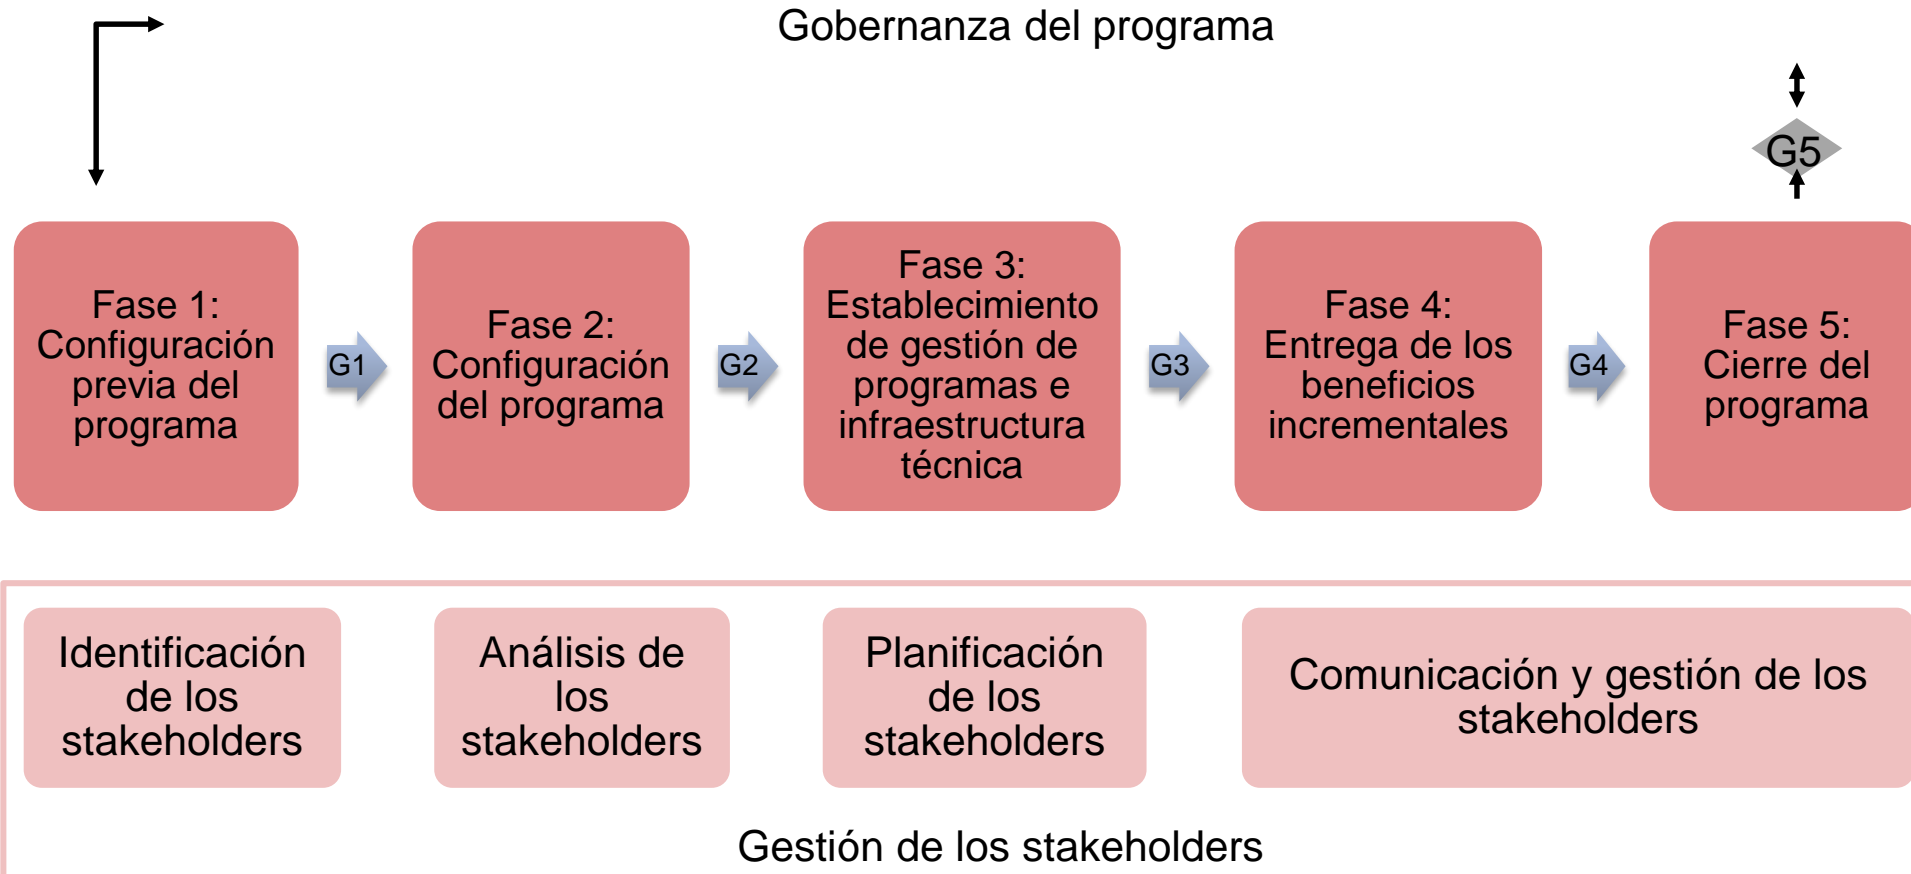 Gobernanza del programa
G5
Fase 1:
Configuración
previa del
programa
G1
Fase 2:
Configuración
del programa
G2
Fase 3:
Establecimiento
de gestión de
programas e
infraestructura
técnica
G3
Fase 4:
Entrega de los
beneficios
incrementales
G4
Fase 5:
Cierre del
programa
Identificación
de los
stakeholders
Análisis de
los
stakeholders
Planificación
de los
stakeholders
Comunicación y gestión de los
stakeholders
Gestión de los stakeholders